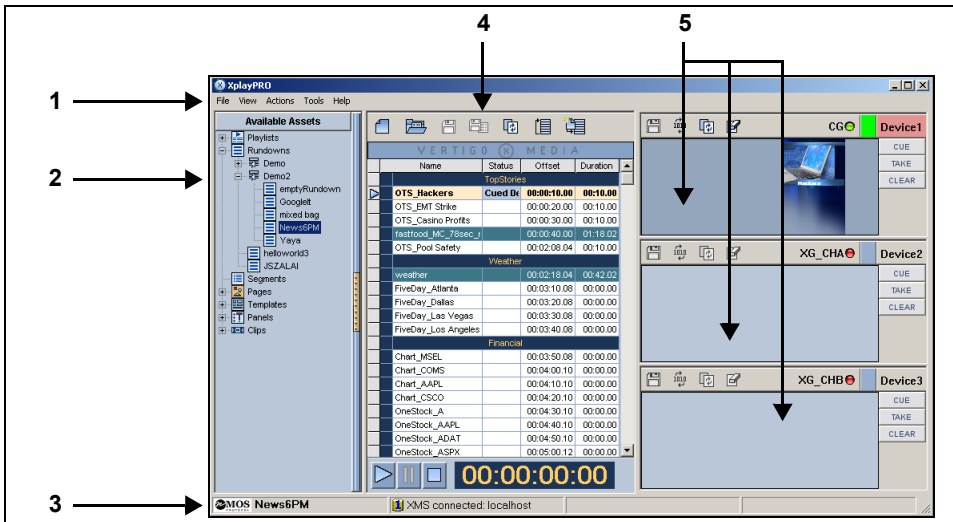 4 5
XplayPRO
1
File View Actions Tools Help
Available Assets
Playlists
Rundowns
Demo
2
Demo2
emptyRundown
GoogleIt
mixed bag
News6PM
Yaya
helloworld3
JSZALAI
Segments
Pages
Templates
Panels
Clips
VERTIGO MEDIA
Name Status Offset Duration
TopStories
OTS_Hackers Cued De 00:00:10.00 00:10.00
OTS_EMT Strike 00:00:20.00 00:10.00
OTS_Casino Profits 00:00:30.00 00:10.00
fastfood_MC_78sec_r 00:00:40.00 01:18.02
OTS_Pool Safety 00:02:08.04 00:10.00
Weather
weather 00:02:18.04 00:42.02
FiveDay_Atlanta 00:03:10.08 00:00.00
FiveDay_Dallas 00:03:20.08 00:00.00
FiveDay_Las Vegas 00:03:30.08 00:00.00
FiveDay_Los Angeles 00:03:40.08 00:00.00
Financial
Chart_MSEL 00:03:50.08 00:00.00
Chart_COMS 00:04:00.10 00:00.00
Chart_AAPL 00:04:10.10 00:00.00
Chart_CSCO 00:04:20.10 00:00.00
OneStock_A 00:04:30.10 00:00.00
OneStock_AAPL 00:04:40.10 00:00.00
OneStock_ADAT 00:04:50.10 00:00.00
OneStock_ASPX 00:05:00.12 00:00.00
00:00:00:00
CG Device1
CUE
TAKE
CLEAR
Hackers
XG_CHA Device2
CUE
TAKE
CLEAR
XG_CHB Device3
CUE
TAKE
CLEAR
3
MOS News6PM XMS connected: localhost